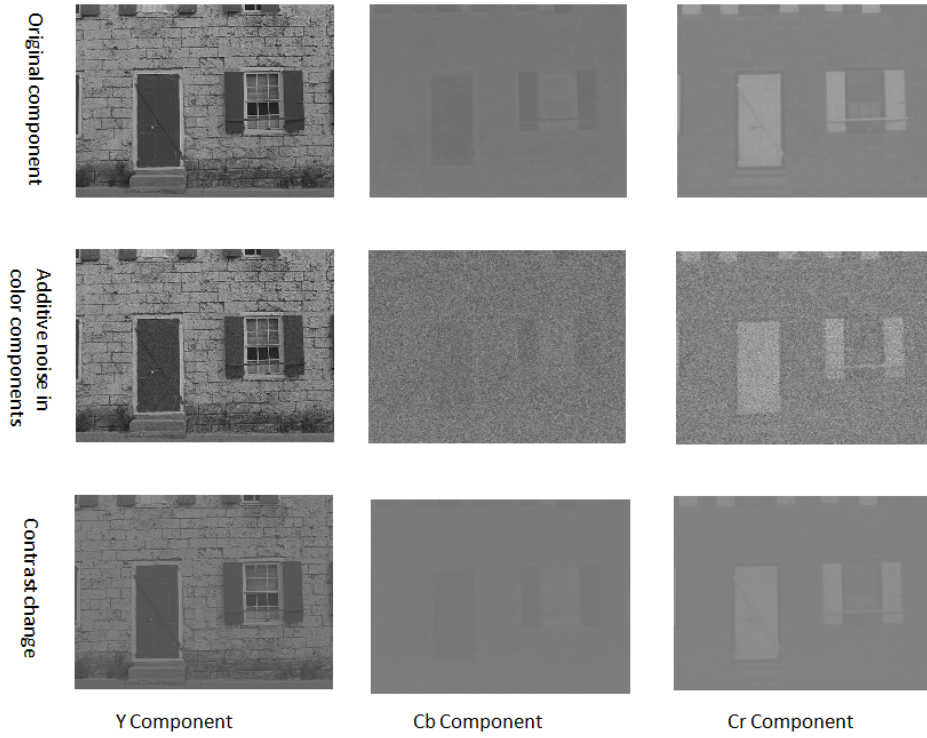 Original component
Additive noise in
color components
Contrast change
Y Component
Cb Component
Cr Component